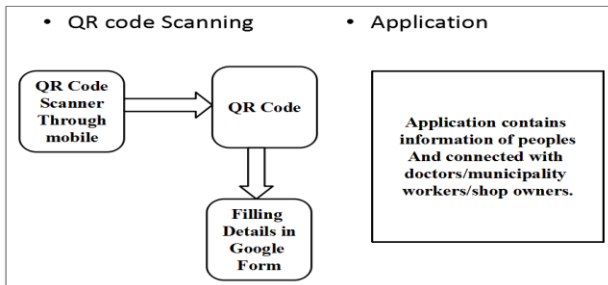 • QR code Scanning
• Application
QR Code
Scanner
Through
mobile
QR Code
Filling
Details in
Google
Form
Application contains
information of peoples
And connected with
doctors/municipality
workers/shop owners.